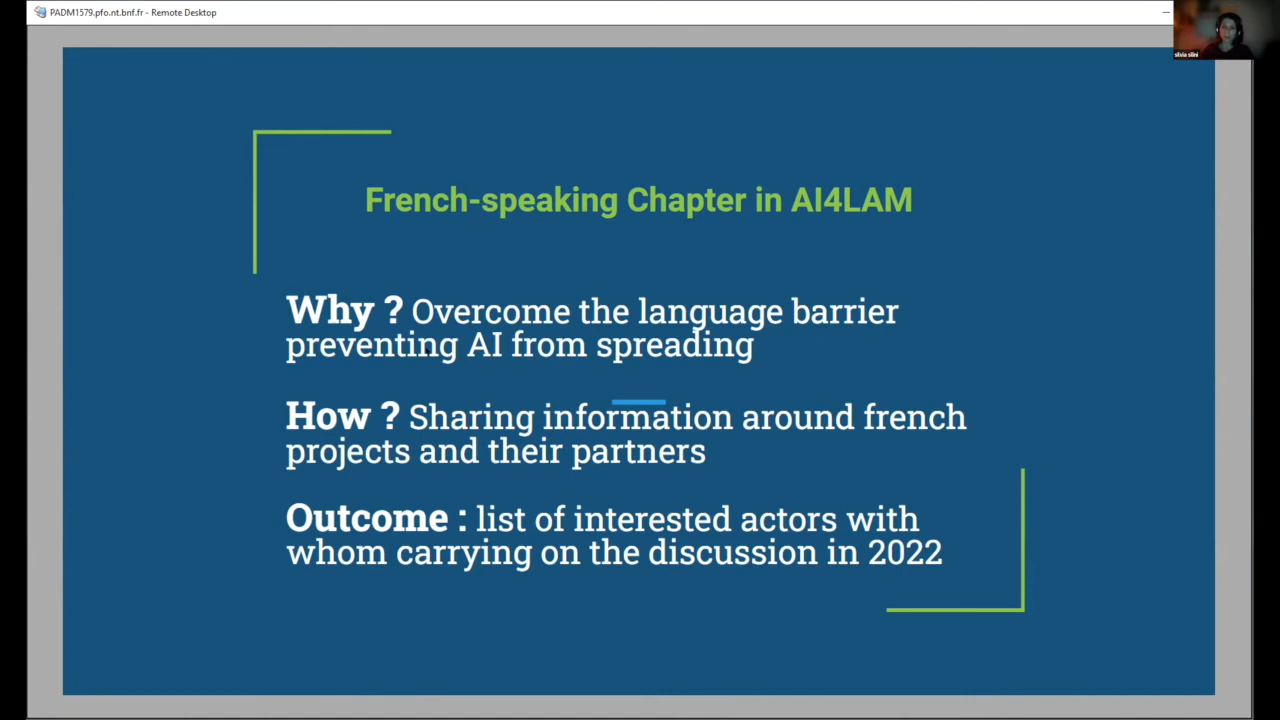 PADM1579.pfo.nt.bnf.fr - Remote Desktop
silvia slini
French-speaking Chapter in AI4LAM
Why ? Overcome the language barrier
preventing AI from spreading
How ? Sharing information around french
projects and their partners
Outcome : list of interested actors with
whom carrying on the discussion in 2022